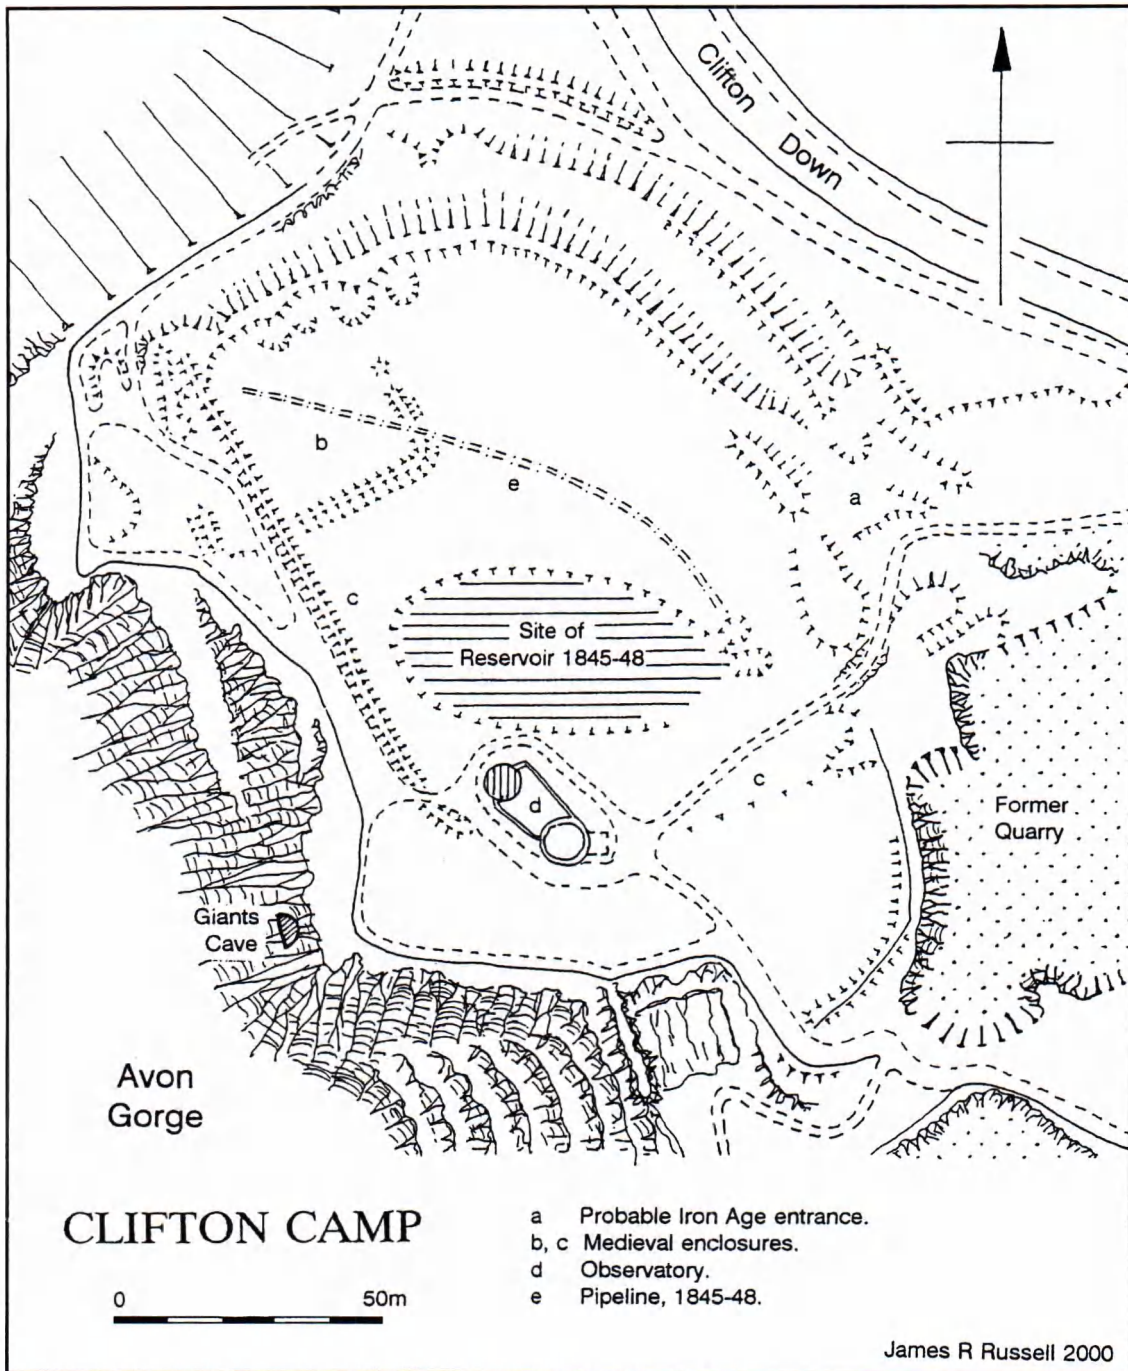 Clifton
Down
b
e
a
c
Site of
Reservoir 1845-48
c
d
Former
Quarry
Giants
Cave
Avon
Gorge
CLIFTON CAMP
0 50m
a Probable Iron Age entrance.
b, c Medieval enclosures.
d Observatory.
e Pipeline, 1845-48.
James R Russell 2000